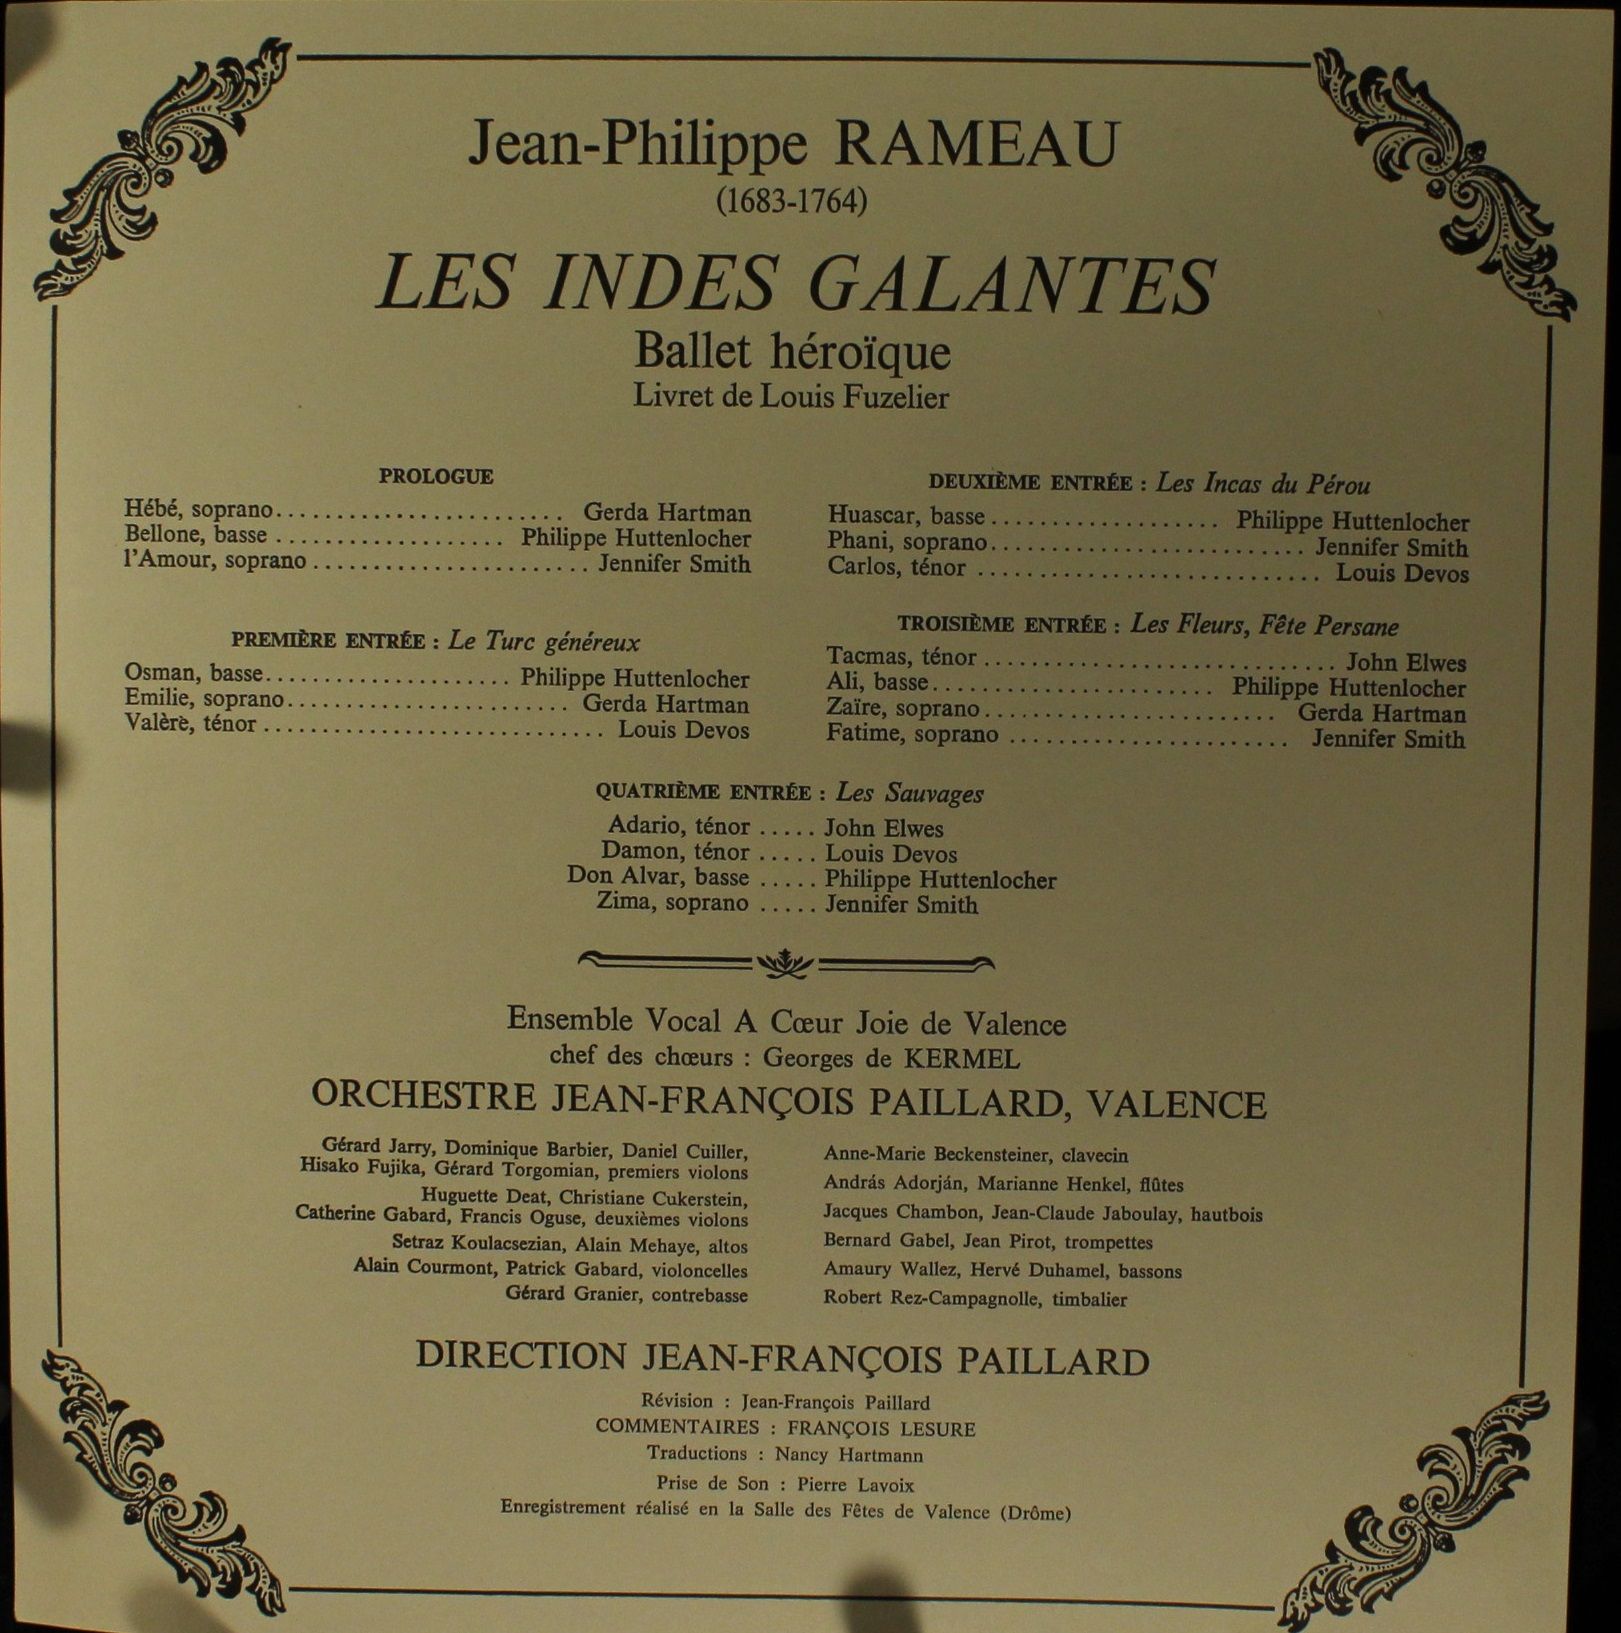 Jean-Philippe RAMEAU
(1683-1764)
LES INDES GALANTES
Ballet héroïque
Livret de Louis Fuzelier
PROLOGUE
Hébé, soprano........................ Gerda Hartman
Bellone, basse ................... Philippe Huttenlocher
l'Amour, soprano....................... Jennifer Smith
PREMIÈRE ENTRÉE : Le Turc généreux
Osman, basse..................... Philippe Huttenlocher
Emilie, soprano........................ Gerda Hartman
Valère, ténor ............................. Louis Devos
DEUXIÈME ENTRÉE : Les Incas du Pérou
Huascar, basse................... Philippe Huttenlocher
Phani, soprano.......................... Jennifer Smith
Carlos, ténor ............................. Louis Devos
TROISIÈME ENTRÉE : Les Fleurs, Fête Persane
Tacmas, ténor.............................. John Elwes
Ali, basse........................ Philippe Huttenlocher
Zaïre, soprano......................... Gerda Hartman
Fatime, soprano ........................ Jennifer Smith
QUATRIÈME ENTRÉE : Les Sauvages
Adario, ténor ..... John Elwes
Damon, ténor ..... Louis Devos
Don Alvar, basse ..... Philippe Huttenlocher
Zima, soprano ..... Jennifer Smith
Ensemble Vocal A Cœur Joie de Valence
chef des chœurs : Georges de KERMEL
ORCHESTRE JEAN-FRANÇOIS PAILLARD, VALENCE
Gérard Jarry, Dominique Barbier, Daniel Cuiller,
Hisako Fujika, Gérard Torgomian, premiers violons
Huguette Deat, Christiane Cukerstein,
Catherine Gabard, Francis Oguse, deuxièmes violons
Setraz Koulacsezian, Alain Mehaye, altos
Alain Courmont, Patrick Gabard, violoncelles
Gérard Granier, contrebasse
Anne-Marie Beckensteiner, clavecin
András Adorján, Marianne Henkel, flûtes
Jacques Chambon, Jean-Claude Jaboulay, hautbois
Bernard Gabel, Jean Pirot, trompettes
Amaury Wallez, Hervé Duhamel, bassons
Robert Rez-Campagnolle, timbalier
DIRECTION JEAN-FRANÇOIS PAILLARD
Révision : Jean-François Paillard
COMMENTAIRES : FRANÇOIS LESURE
Traductions : Nancy Hartmann
Prise de Son : Pierre Lavoix
Enregistrement réalisé en la Salle des Fêtes de Valence (Drôme)